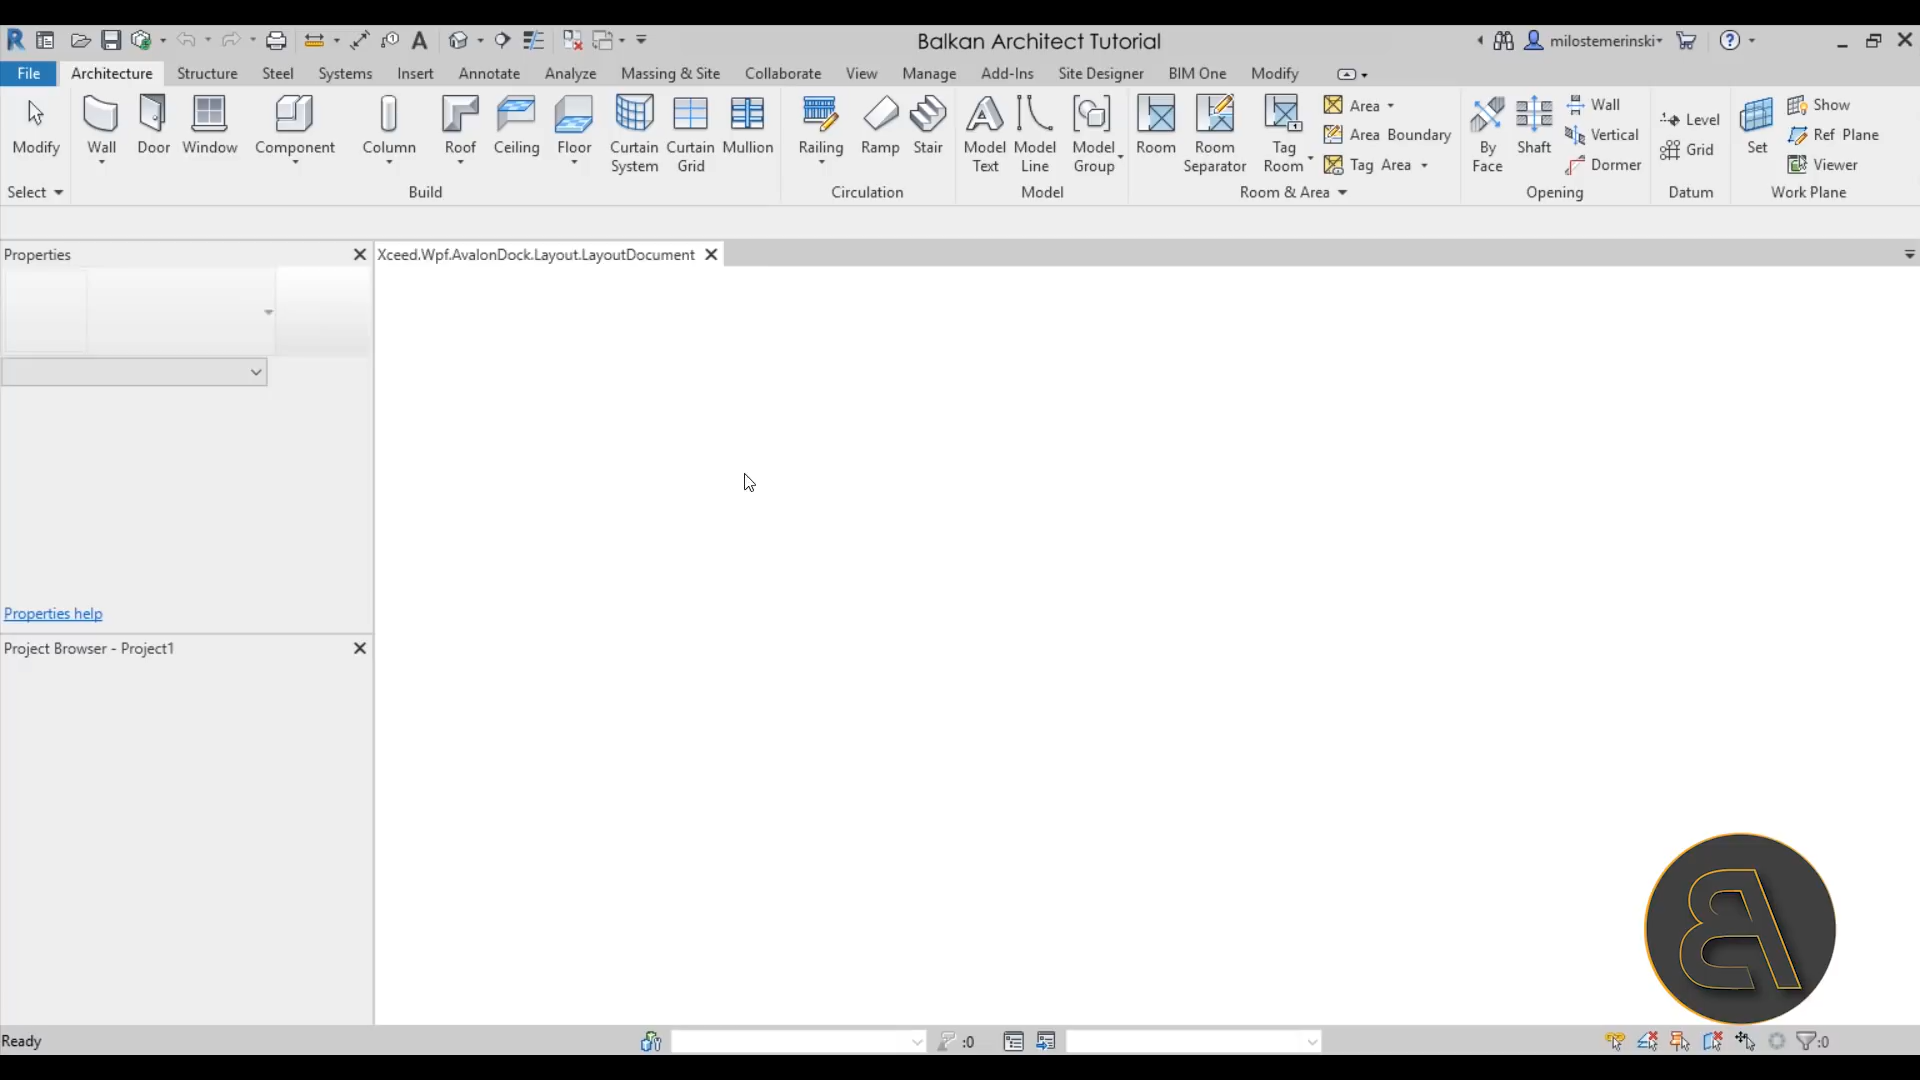 Balkan Architect Tutorial
milostemerinski
File Architecture Structure Steel Systems Insert Annotate Analyze Massing & Site Collaborate View Manage Add-Ins Site Designer BIM One Modify
Modify
Wall
Door
Window
Component
Column
Roof
Ceiling
Floor
Curtain
System
Curtain
Grid
Mullion
Railing
Ramp
Stair
Model
Text
Model
Line
Model
Group
Room
Room
Separator
Tag
Room
Area
Area Boundary
Tag Area
By
Face
Shaft
Wall
Vertical
Dormer
Level
Grid
Set
Show
Ref Plane
Viewer
Select
Build
Circulation
Model
Room & Area
Opening
Datum
Work Plane
Properties
Xceed.Wpf.AvalonDock.Layout.LayoutDocument
Properties help
Project Browser - Project1
Ready
:0
:0